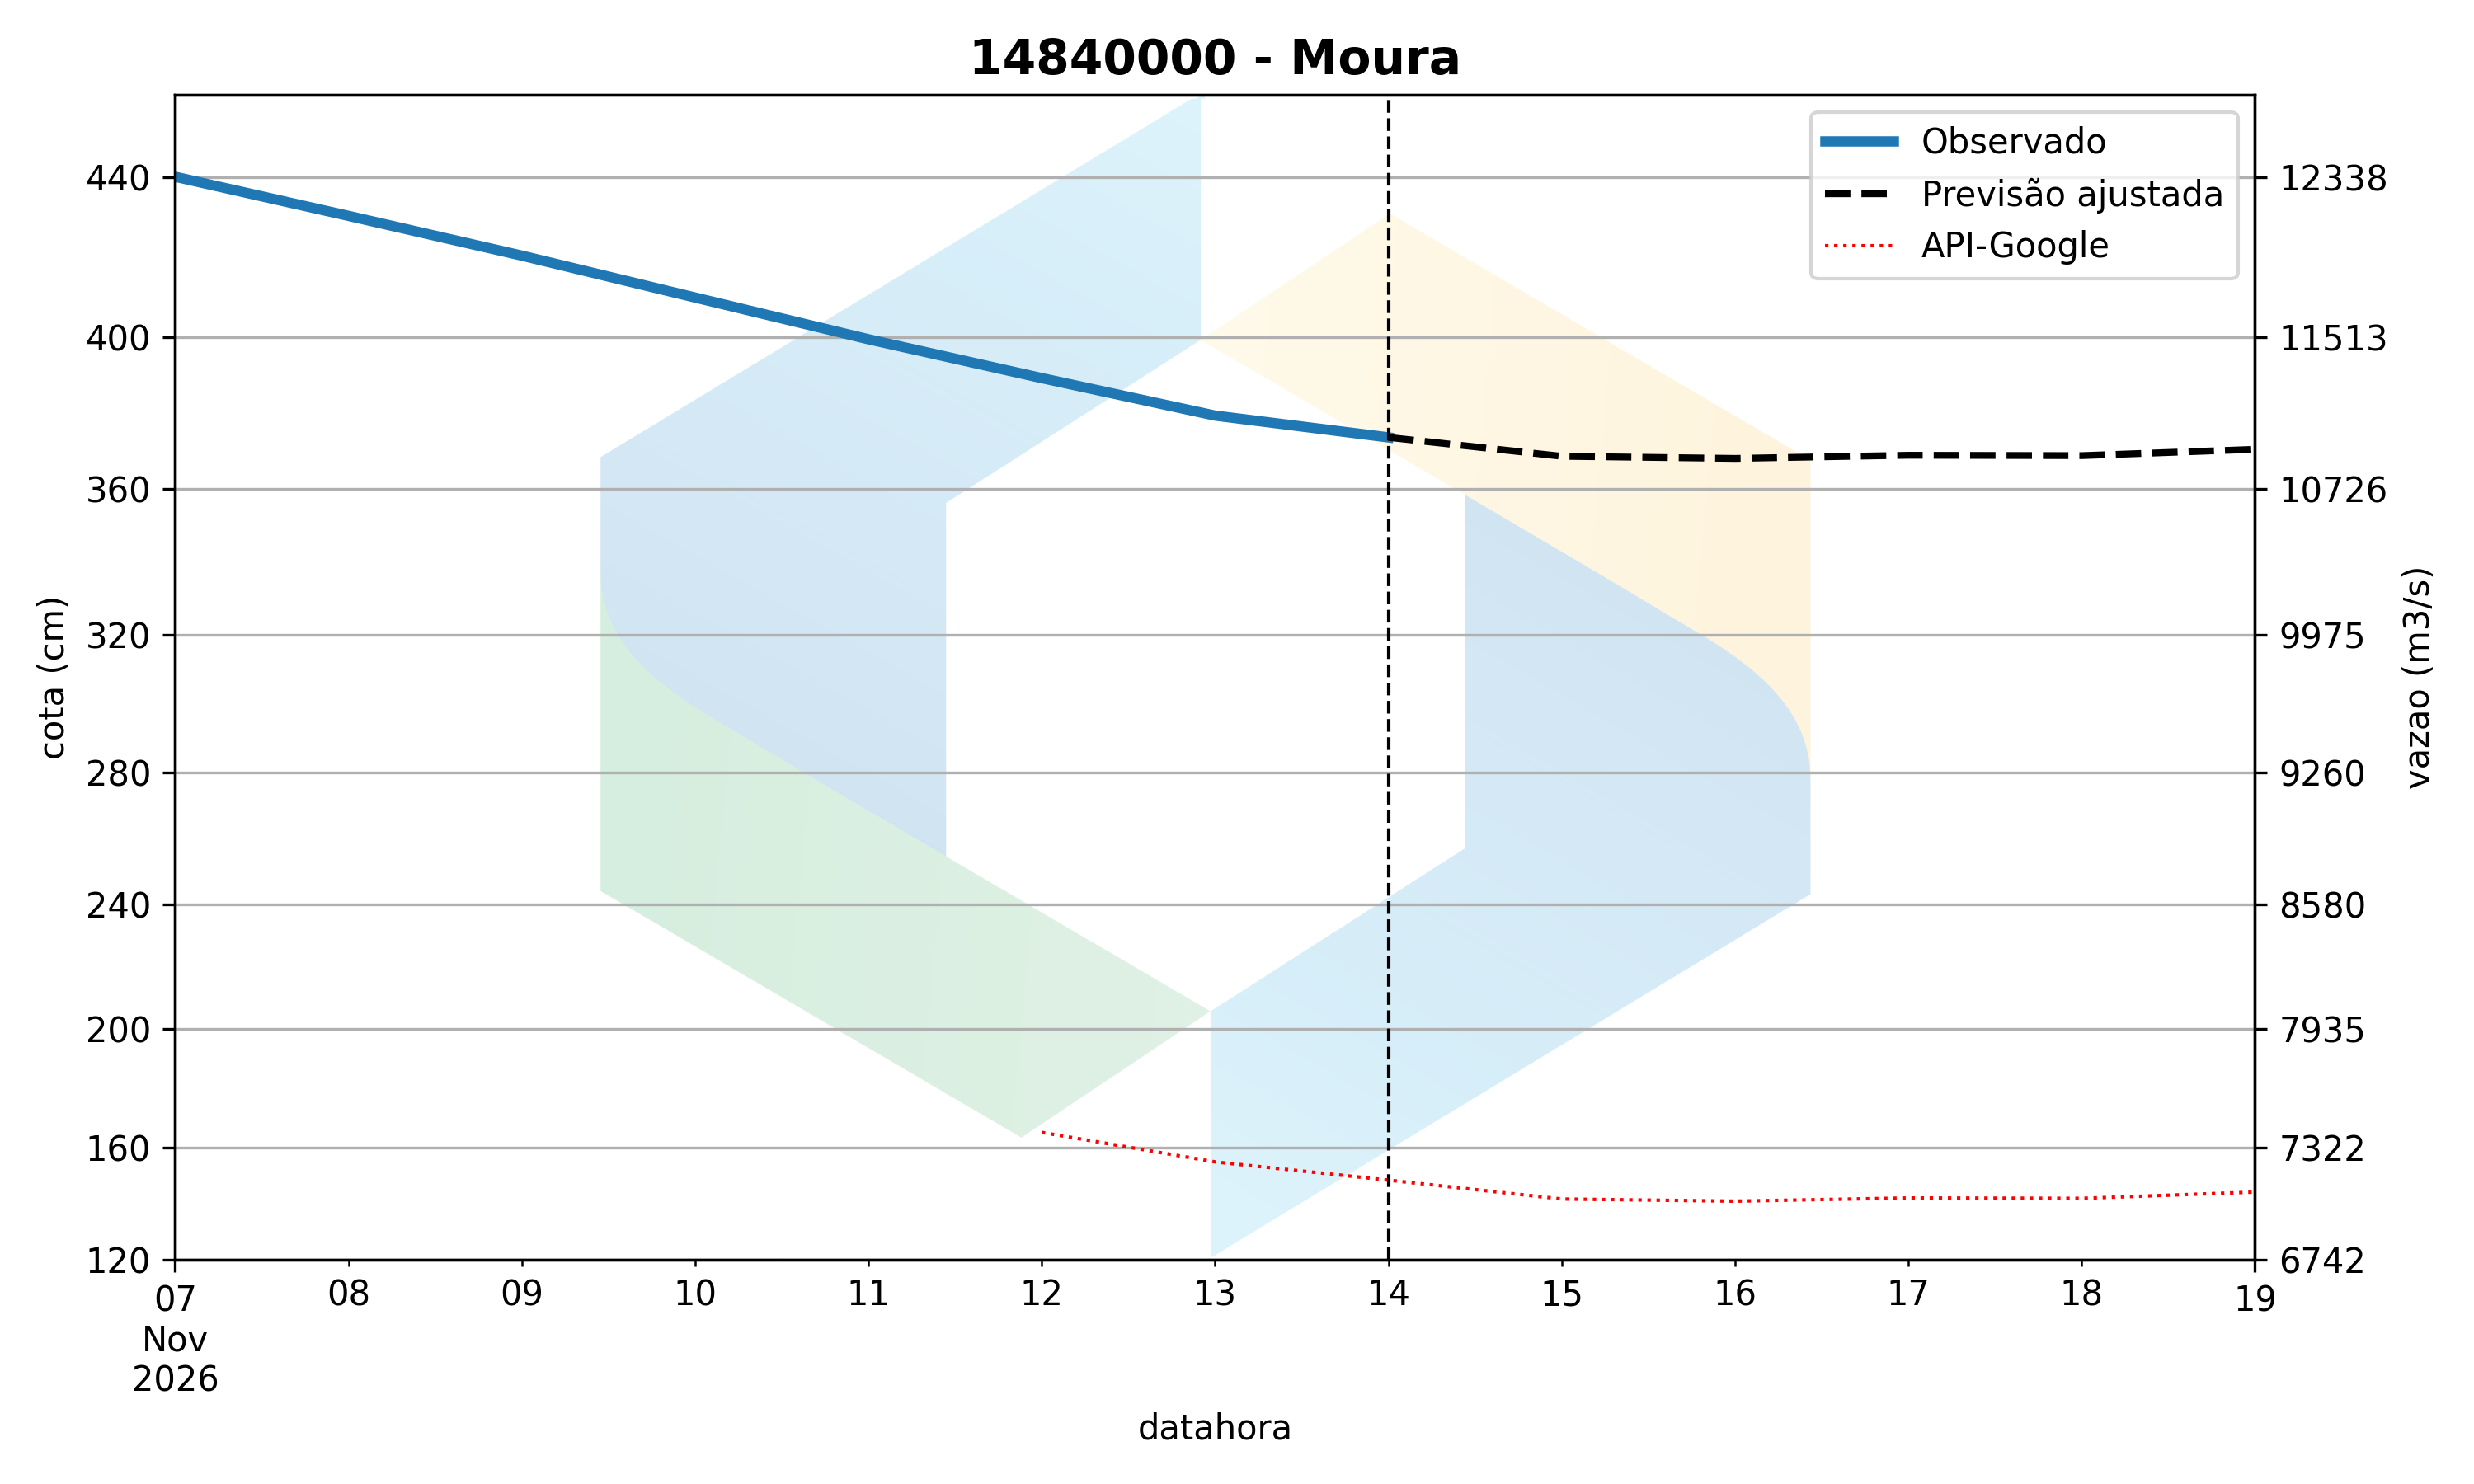 14840000 - Moura
Observado
Previsão ajustada
API-Google
440
400
360
320
280
240
200
160
120
cota (cm)
12338
11513
10726
9975
9260
8580
7935
7322
6742
vazao (m3/s)
07 08 09 10 11 12 13 14 15 16 17 18 19
Nov
2026
datahora